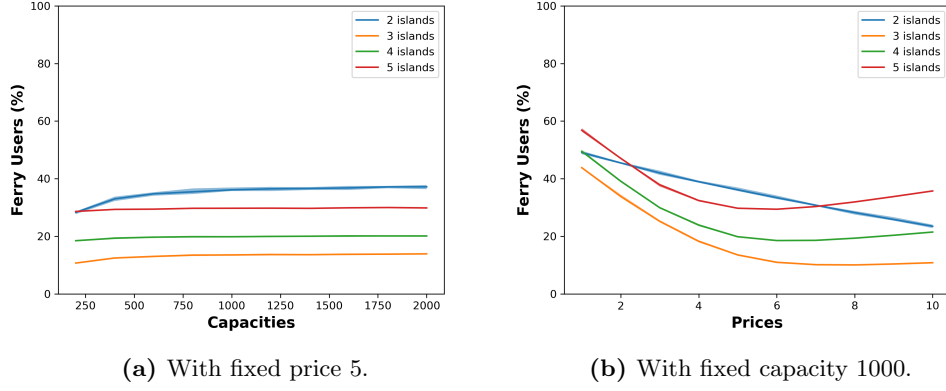 100
80
60
40
20
0
Ferry Users (%)
250 500 750 1000 1250 1500 1750 2000
Capacities
2 islands
3 islands
4 islands
5 islands
(a) With fixed price 5.
100
80
60
40
20
0
Ferry Users (%)
2 4 6 8 10
Prices
2 islands
3 islands
4 islands
5 islands
(b) With fixed capacity 1000.